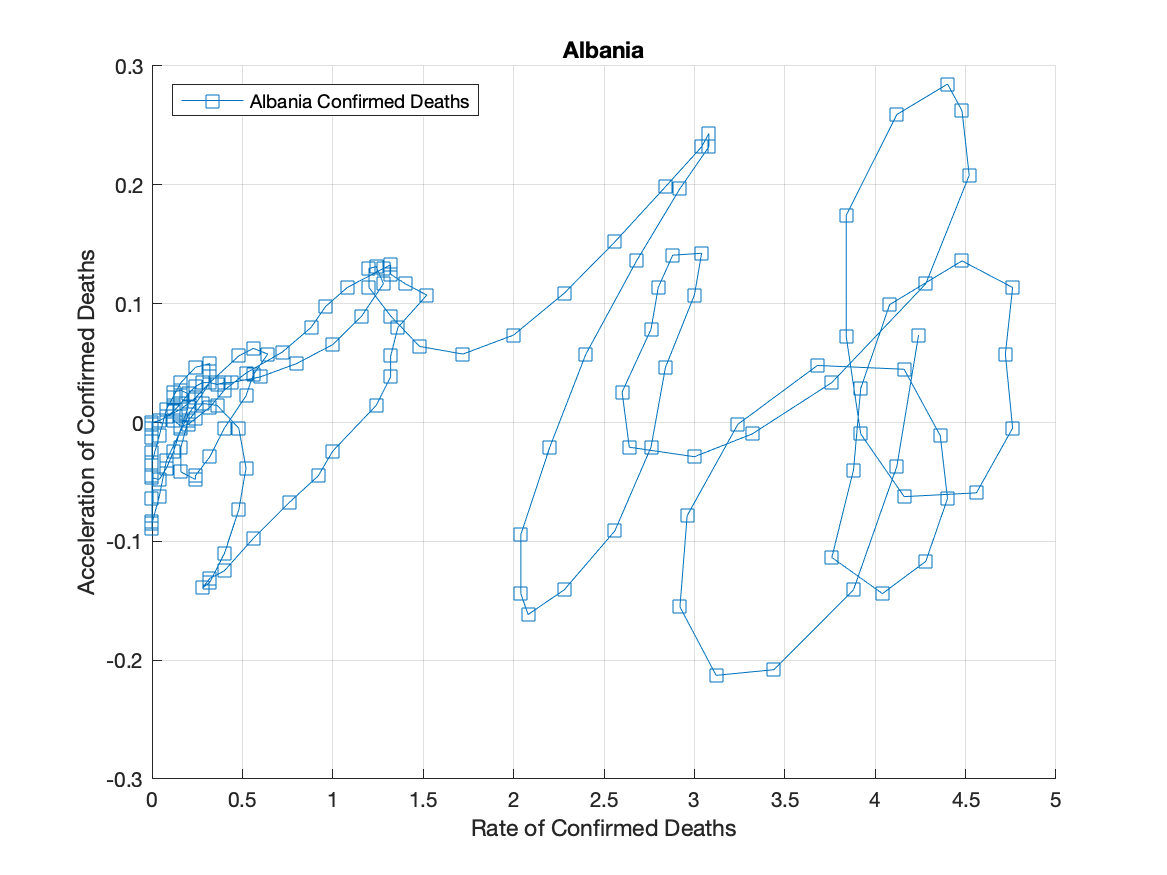 Albania
0.3
Albania Confirmed Deaths
0.2
0.1
0
-0.1
-0.2
-0.3
Acceleration of Confirmed Deaths
0 0.5 1 1.5 2 2.5 3 3.5 4 4.5 5
Rate of Confirmed Deaths